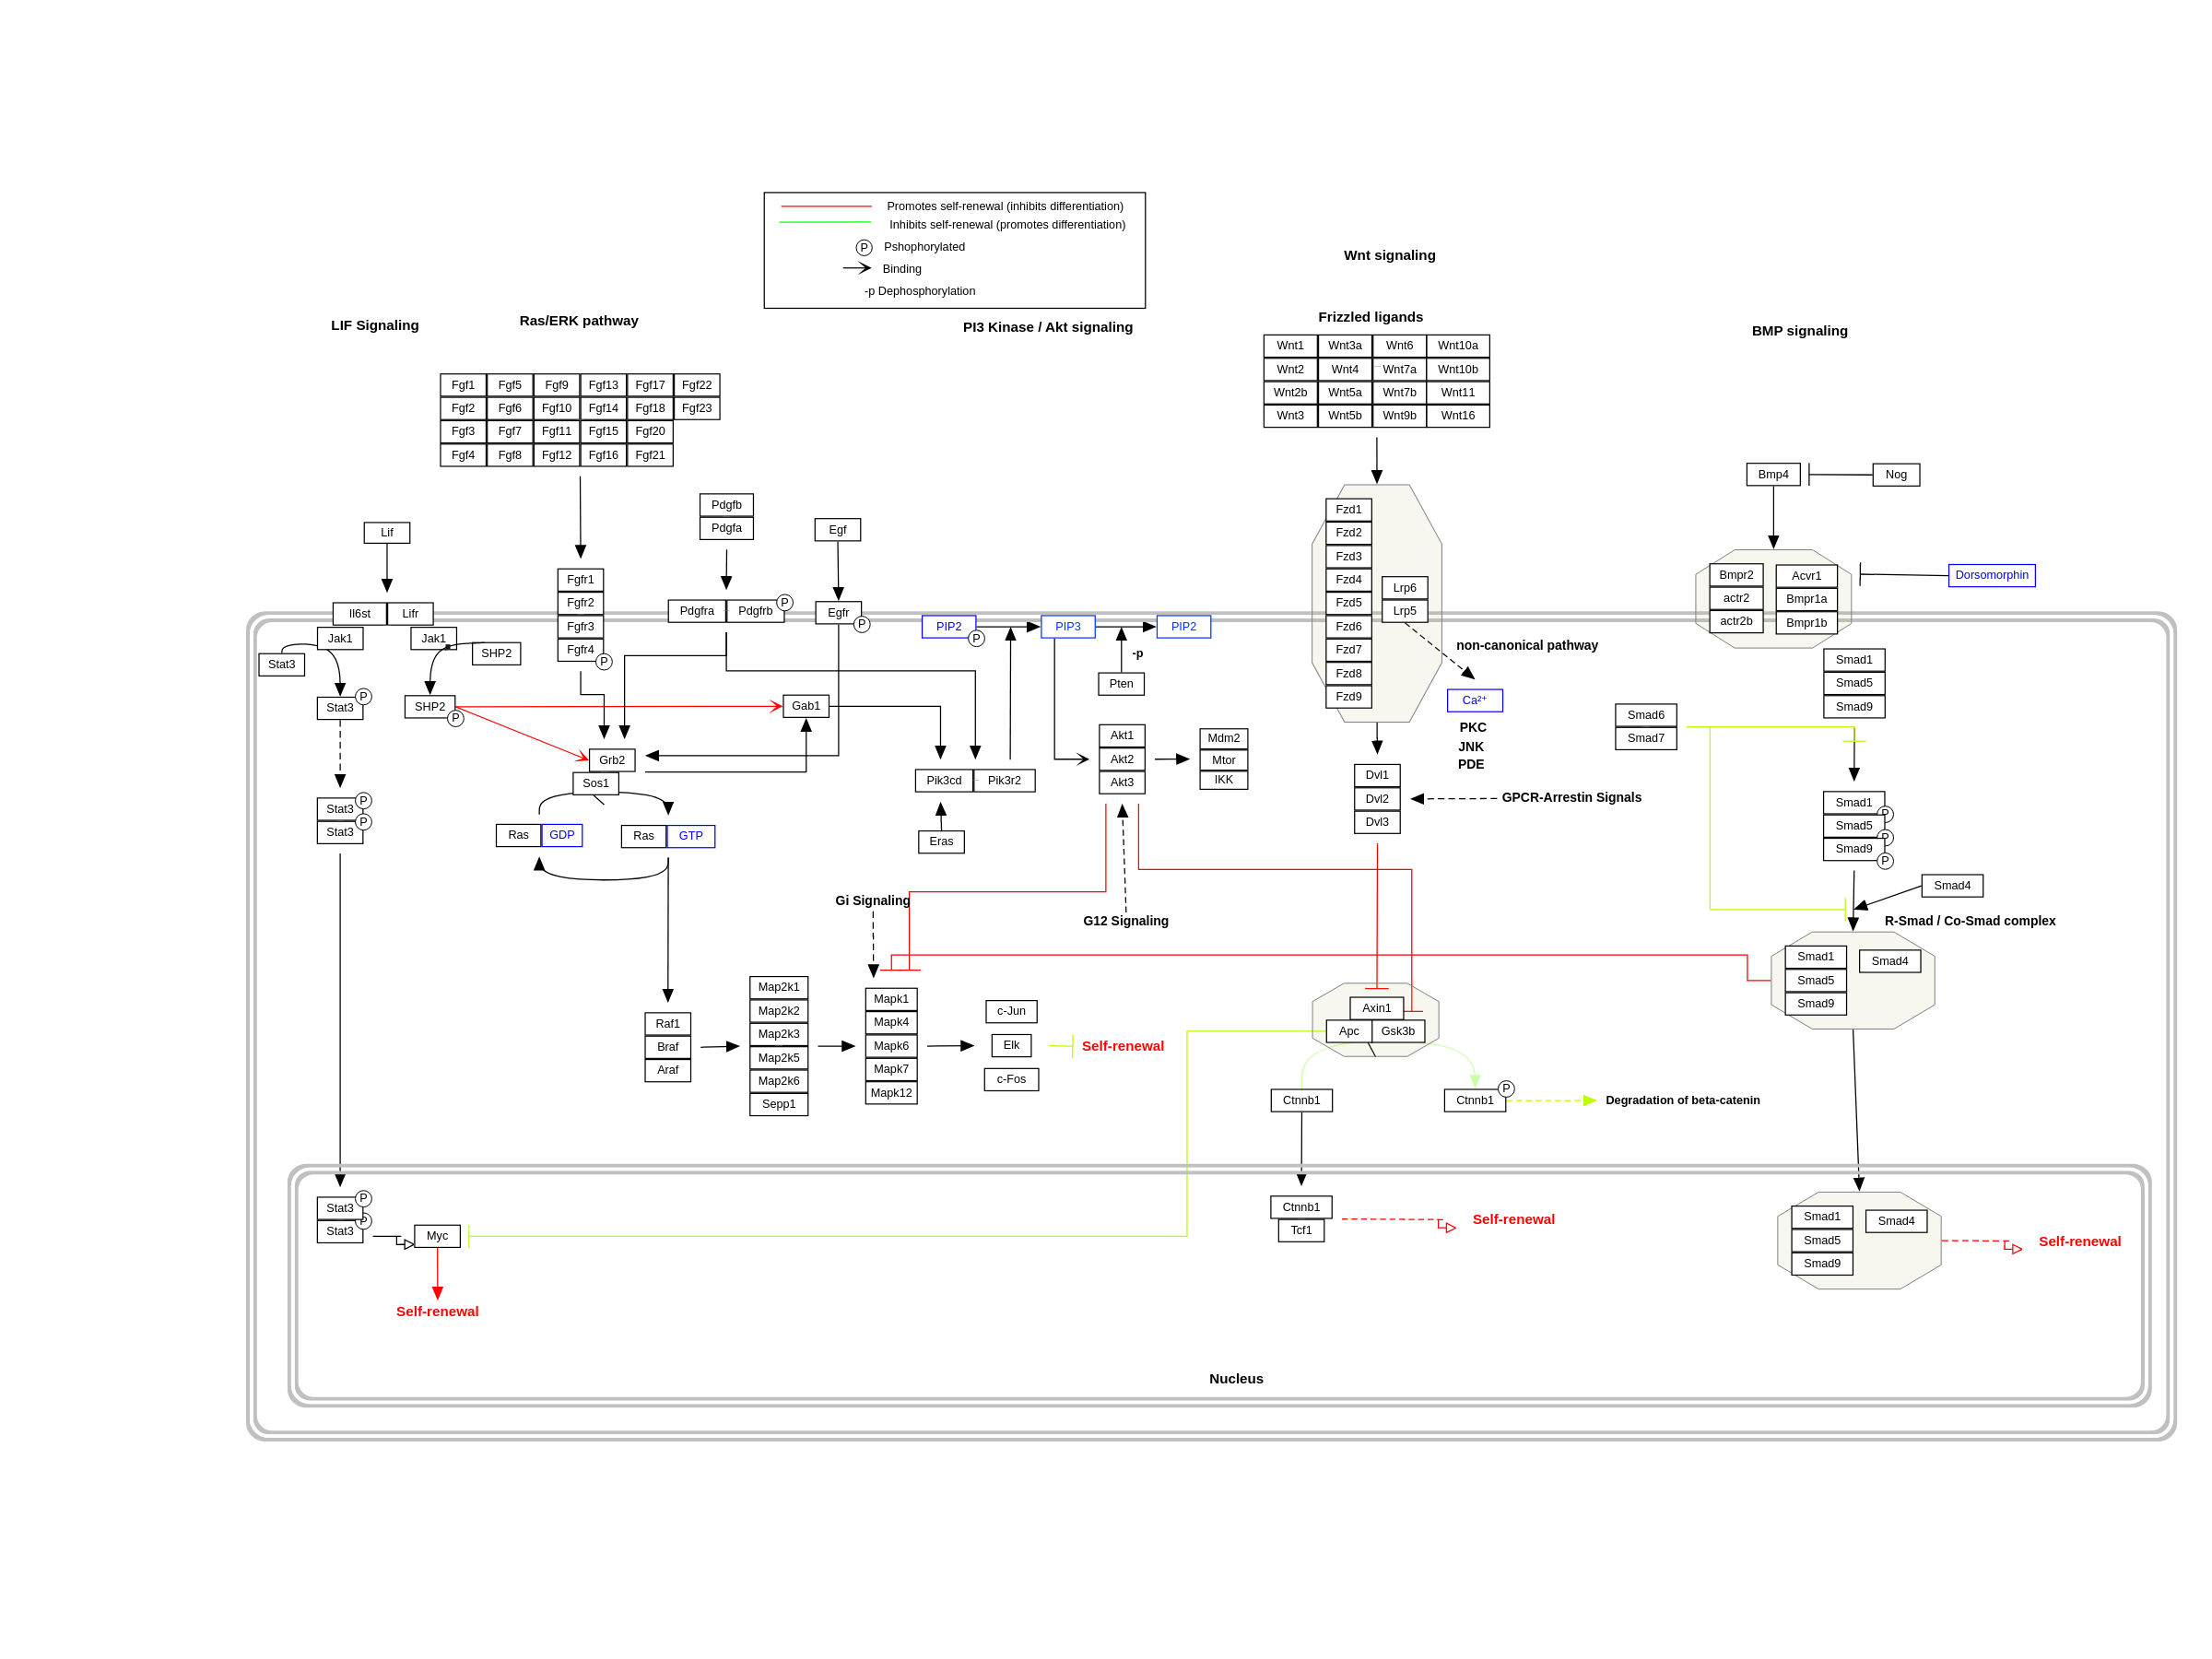 Promotes self-renewal (inhibits differentiation)
Inhibits self-renewal (promotes differentiation)
P Pshophorylated
Binding
-p Dephosphorylation
Wnt signaling
LIF Signaling
Ras/ERK pathway
PI3 Kinase / Akt signaling
Frizzled ligands
BMP signaling
Wnt1 Wnt3a Wnt6 Wnt10a
Wnt2 Wnt4 Wnt7a Wnt10b
Wnt2b Wnt5a Wnt7b Wnt11
Wnt3 Wnt5b Wnt9b Wnt16
Fgf1 Fgf5 Fgf9 Fgf13 Fgf17 Fgf22
Fgf2 Fgf6 Fgf10 Fgf14 Fgf18 Fgf23
Fgf3 Fgf7 Fgf11 Fgf15 Fgf20
Fgf4 Fgf8 Fgf12 Fgf16 Fgf21
Bmp4
Nog
Pdgfb
Pdgfa
Egf
Lif
Fzd1
Fzd2
Fzd3
Fzd4
Fzd5
Fzd6
Fzd7
Fzd8
Fzd9
Lrp6
Lrp5
Bmpr2
actr2
actr2b
Acvr1
Bmpr1a
Bmpr1b
Dorsomorphin
Fgfr1
Fgfr2
Fgfr3
Fgfr4
P
Pdgfra Pdgfrb
P
Egfr
P
Il6st Lifr
Jak1
Jak1
Stat3
SHP2
PIP2
P
PIP3
PIP2
-p
Pten
non-canonical pathway
Ca²⁺
PKC
JNK
PDE
Smad1
Smad5
Smad9
Smad6
Smad7
Stat3
P
SHP2
P
Gab1
Grb2
Sos1
Akt1
Akt2
Akt3
Mdm2
Mtor
IKK
Pik3cd Pik3r2
Eras
Dvl1
Dvl2
Dvl3
GPCR-Arrestin Signals
Smad1
P
Smad5
P
Smad9
P
Smad4
R-Smad / Co-Smad complex
Stat3
P
Stat3
P
Ras GDP
Ras GTP
Gi Signaling
G12 Signaling
Smad1
Smad5
Smad9
Smad4
Raf1
Braf
Araf
Map2k1
Map2k2
Map2k3
Map2k5
Map2k6
Sepp1
Mapk1
Mapk4
Mapk6
Mapk7
Mapk12
c-Jun
Elk
c-Fos
Self-renewal
Axin1
Apc Gsk3b
Ctnnb1
Ctnnb1
P
Degradation of beta-catenin
Stat3
P
Stat3
P
Myc
Self-renewal
Ctnnb1
Tcf1
Self-renewal
Smad1
Smad5
Smad9
Smad4
Self-renewal
Nucleus